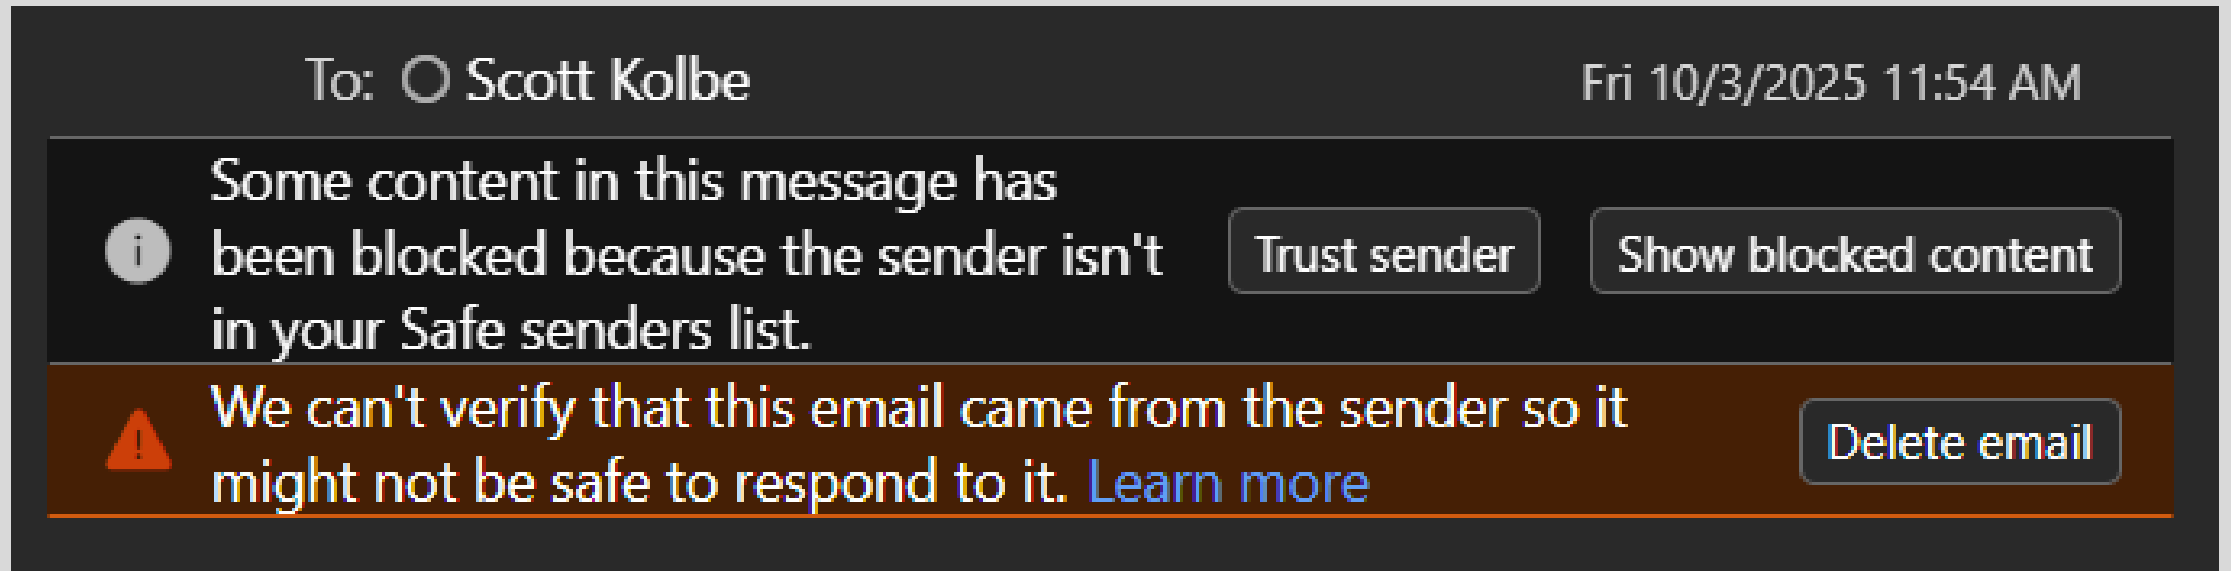 To: Scott Kolbe
Fri 10/3/2025 11:54 AM
Some content in this message has
been blocked because the sender isn't
in your Safe senders list.
Trust sender
Show blocked content
We can't verify that this email came from the sender so it
might not be safe to respond to it. Learn more
Delete email